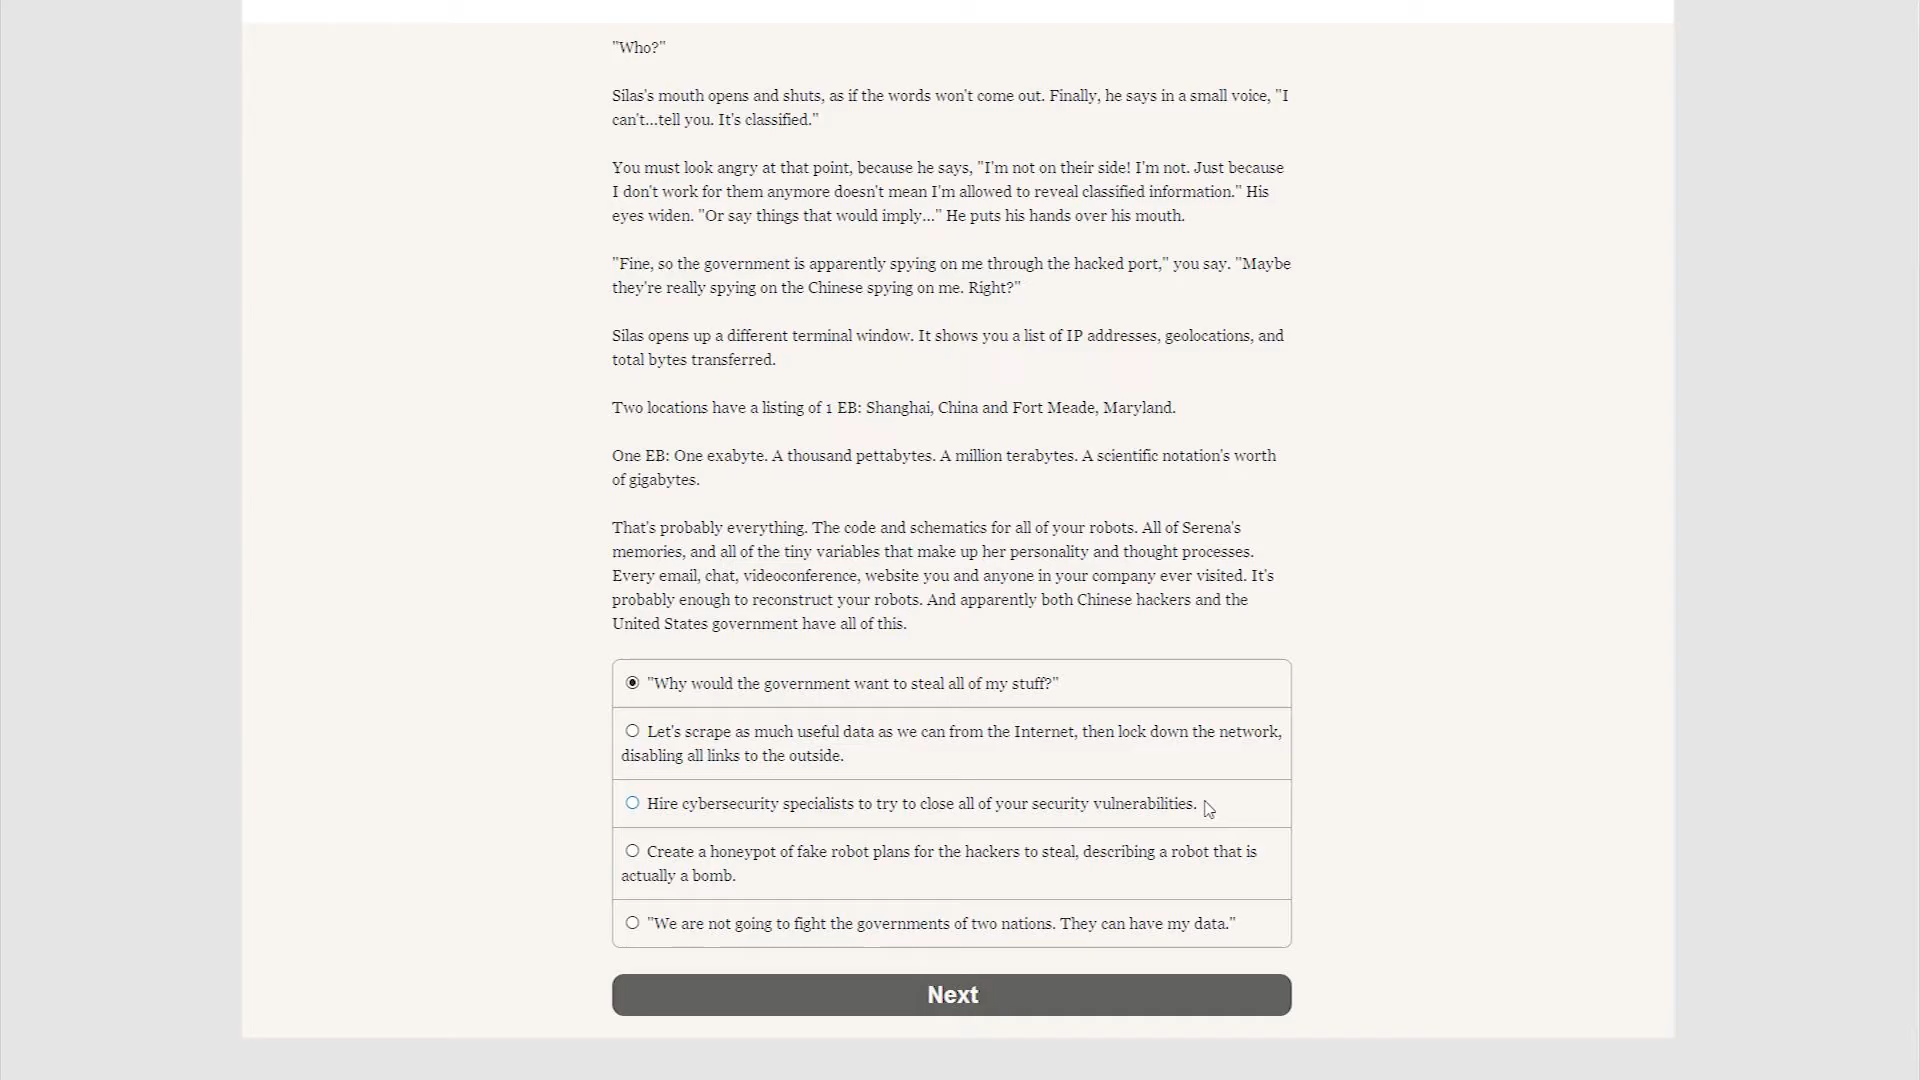 "Who?"
Silas's mouth opens and shuts, as if the words won't come out. Finally, he says in a small voice, "I
can't...tell you. It's classified."
You must look angry at that point, because he says, "I'm not on their side! I'm not. Just because
I don't work for them anymore doesn't mean I'm allowed to reveal classified information." His
eyes widen. "Or say things that would imply..." He puts his hands over his mouth.
"Fine, so the government is apparently spying on me through the hacked port," you say. "Maybe
they're really spying on the Chinese spying on me. Right?"
Silas opens up a different terminal window. It shows you a list of IP addresses, geolocations, and
total bytes transferred.
Two locations have a listing of 1 EB: Shanghai, China and Fort Meade, Maryland.
One EB: One exabyte. A thousand pettabytes. A million terabytes. A scientific notation's worth
of gigabytes.
That's probably everything. The code and schematics for all of your robots. All of Serena's
memories, and all of the tiny variables that make up her personality and thought processes.
Every email, chat, videoconference, website you and anyone in your company ever visited. It's
probably enough to reconstruct your robots. And apparently both Chinese hackers and the
United States government have all of this.
"Why would the government want to steal all of my stuff?"
Let's scrape as much useful data as we can from the Internet, then lock down the network,
disabling all links to the outside.
Hire cybersecurity specialists to try to close all of your security vulnerabilities.
Create a honeypot of fake robot plans for the hackers to steal, describing a robot that is
actually a bomb.
"We are not going to fight the governments of two nations. They can have my data."
Next